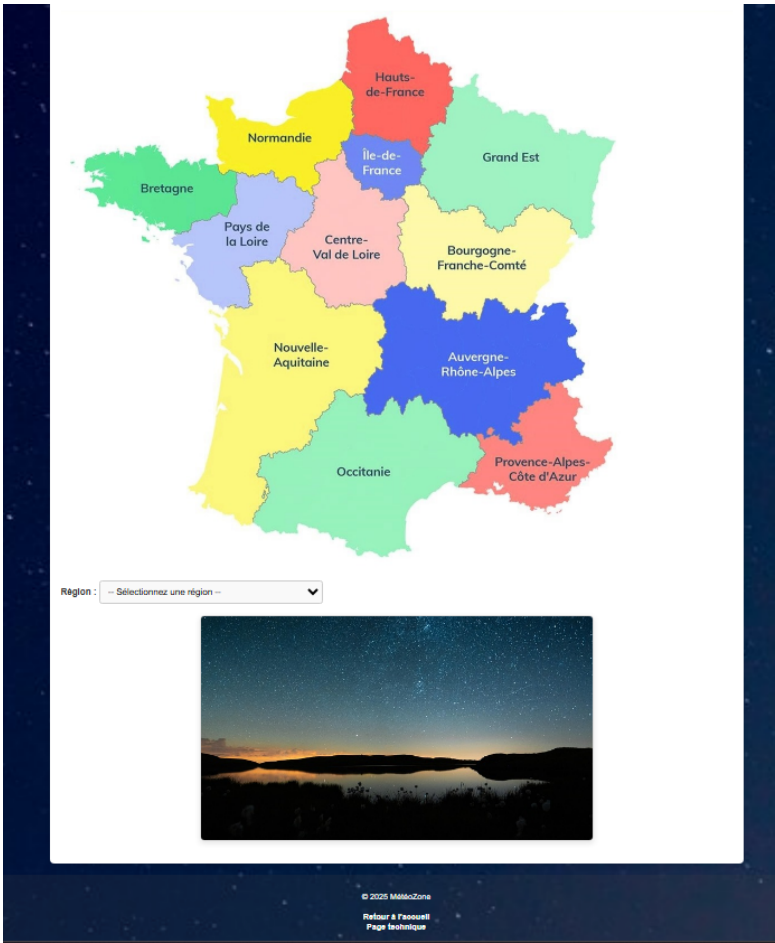 Hauts-
de-France
Normandie
Île-de-
France
Grand Est
Bretagne
Pays de
la Loire
Centre-
Val de Loire
Bourgogne-
Franche-Comté
Nouvelle-
Aquitaine
Auvergne-
Rhône-Alpes
Occitanie
Provence-Alpes-
Côte d'Azur
Région : -- Sélectionnez une région --
© 2025 MétéoZone
Retour à l'accueil
Page technique